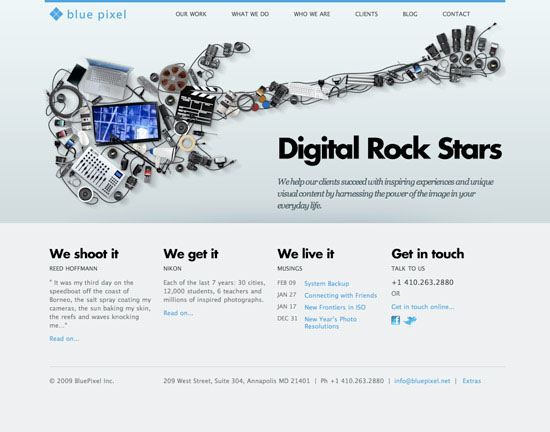 blue pixel
OUR WORK WHAT WE DO WHO WE ARE CLIENTS BLOG CONTACT
Digital Rock Stars
We help our clients succeed with inspiring experiences and unique
visual content by harnessing the power of the image in your
everyday life.
We shoot it
REED HOFFMANN
" It was my third day on the
speedboat off the coast of
Borneo, the salt spray coating my
cameras, the sun baking my skin,
the reefs and waves knocking
me..."
Read on...
We get it
NIKON
Each of the last 7 years: 30 cities,
12,000 students, 6 teachers and
millions of inspired photographs.
Read on...
We live it
MUSINGS
FEB 09 System Backup
JAN 27 Connecting with Friends
JAN 17 New Frontiers in ISO
DEC 31 New Year's Photo
Resolutions
Get in touch
TALK TO US
+1 410.263.2880
OR
Get in touch online...
© 2009 BluePixel Inc. 209 West Street, Suite 304, Annapolis MD 21401 | Ph +1 410.263.2880 | info@bluepixel.net | Extras